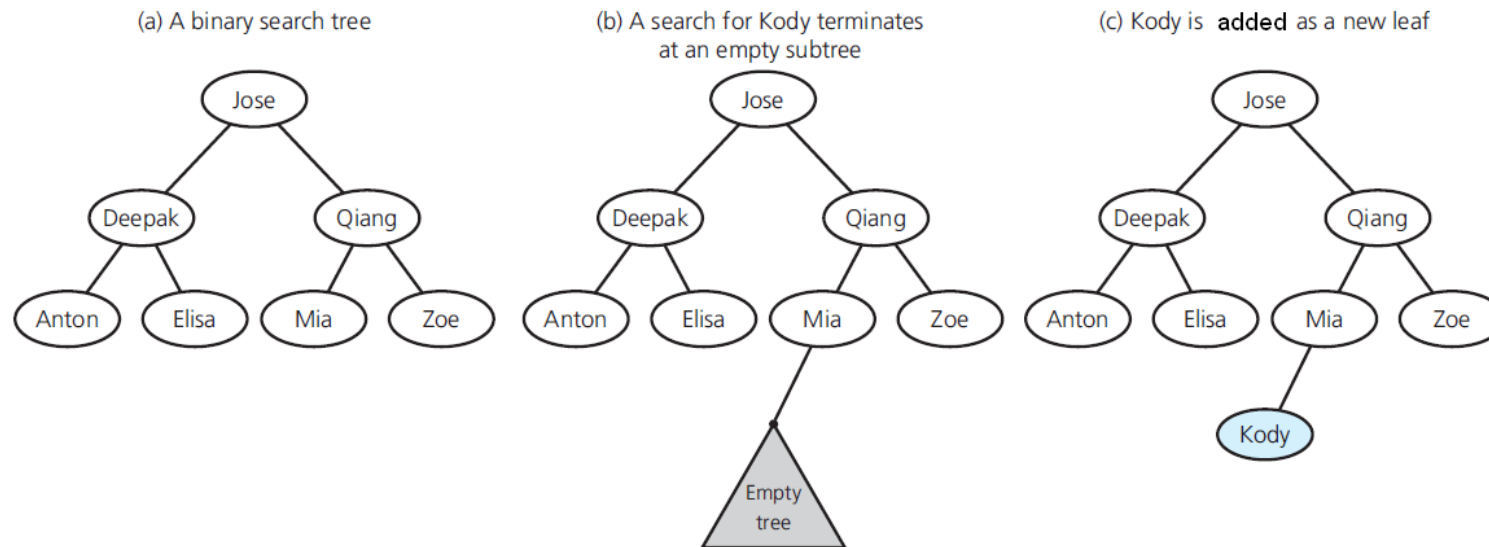 (a) A binary search tree
Jose
Deepak
Qiang
Anton
Elisa
Mia
Zoe
(b) A search for Kody terminates
at an empty subtree
Jose
Deepak
Qiang
Anton
Elisa
Mia
Zoe
Empty
tree
(c) Kody is added as a new leaf
Jose
Deepak
Qiang
Anton
Elisa
Mia
Zoe
Kody